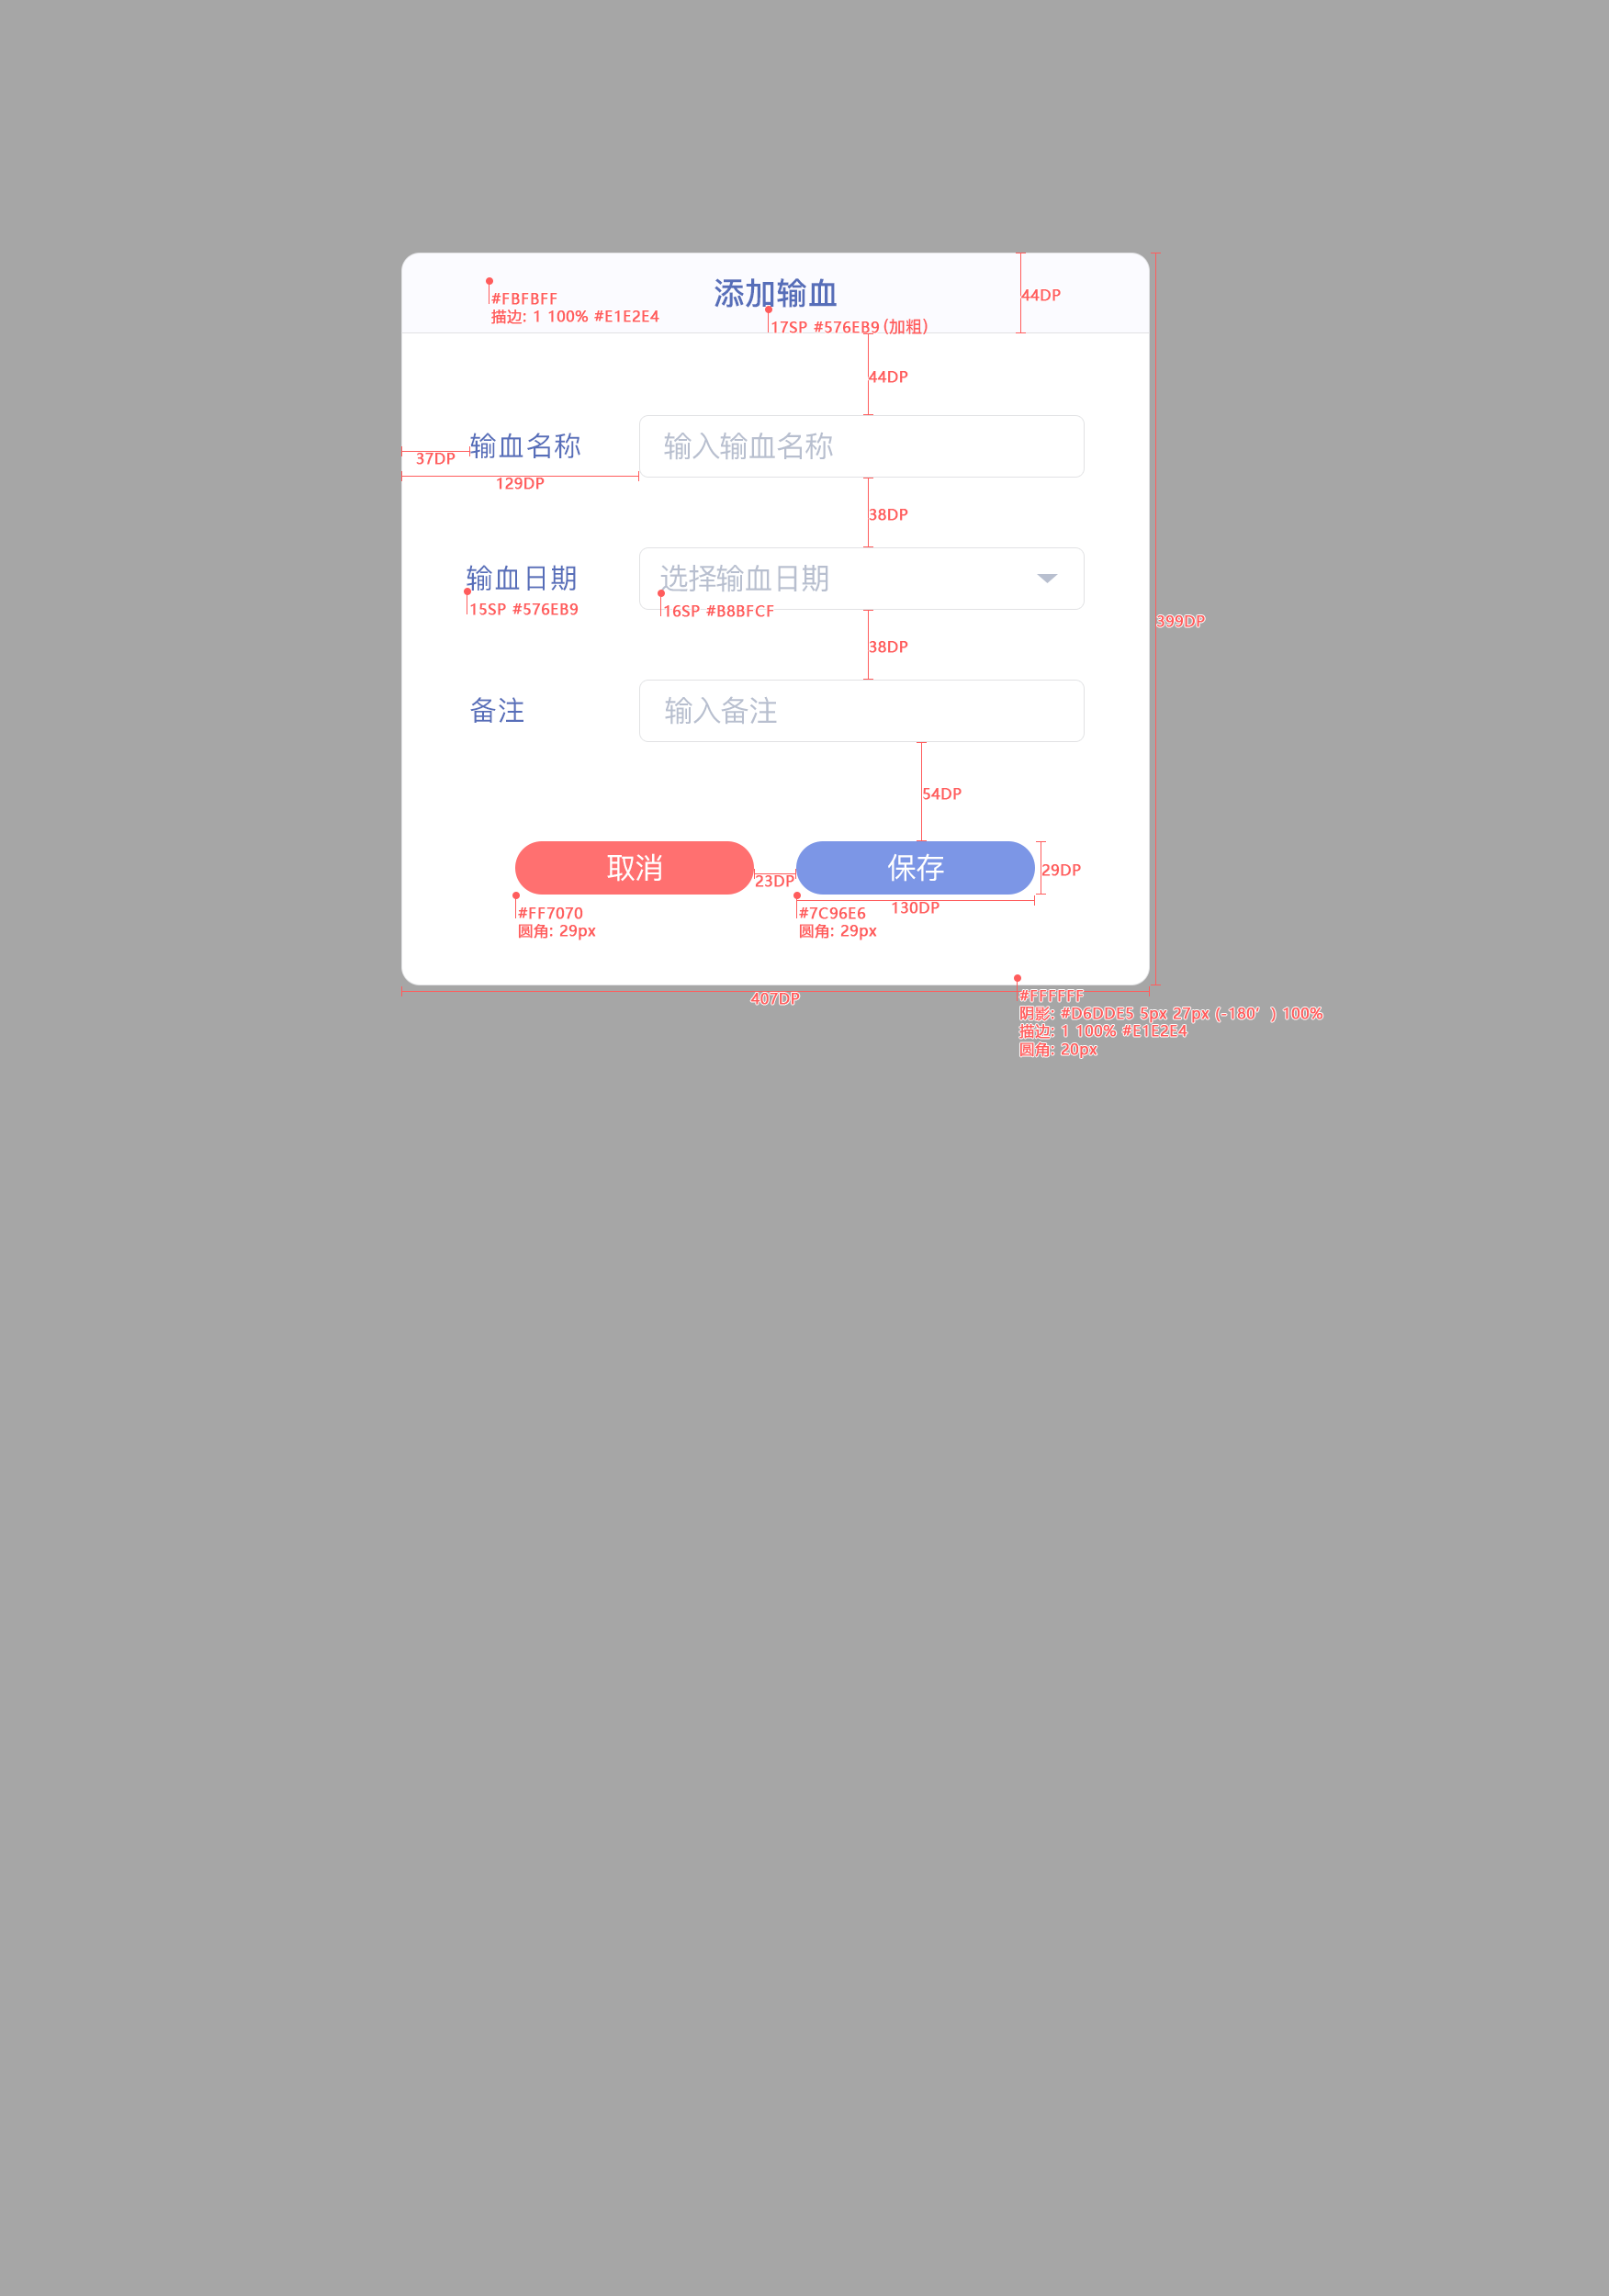 添加输血
#FBFBFF
描边: 1 100% #E1E2E4
17SP #576EB9 (加粗)
44DP
44DP
输血名称
输入输血名称
37DP
129DP
38DP
输血日期
选择输血日期
15SP #576EB9
16SP #B8BFCF
399DP
38DP
备注
输入备注
54DP
取消
保存
23DP
29DP
130DP
#FF7070
圆角: 29px
#7C96E6
圆角: 29px
407DP
#FFFFFF
阴影: #D6DDE5 5px 27px (-180′ ) 100%
描边: 1 100% #E1E2E4
圆角: 20px